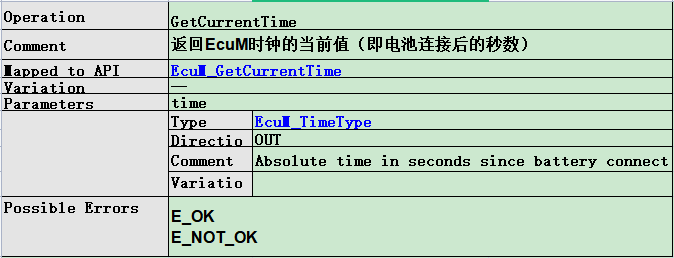 Operation GetCurrentTime
Comment 返回EcuM时钟的当前值（即电池连接后的秒数）
Mapped to API EcuM_GetCurrentTime
Variation —
Parameters time
Type EcuM_TimeType
Directio OUT
Comment Absolute time in seconds since battery connect
Variatio
Possible Errors
E_OK
E_NOT_OK